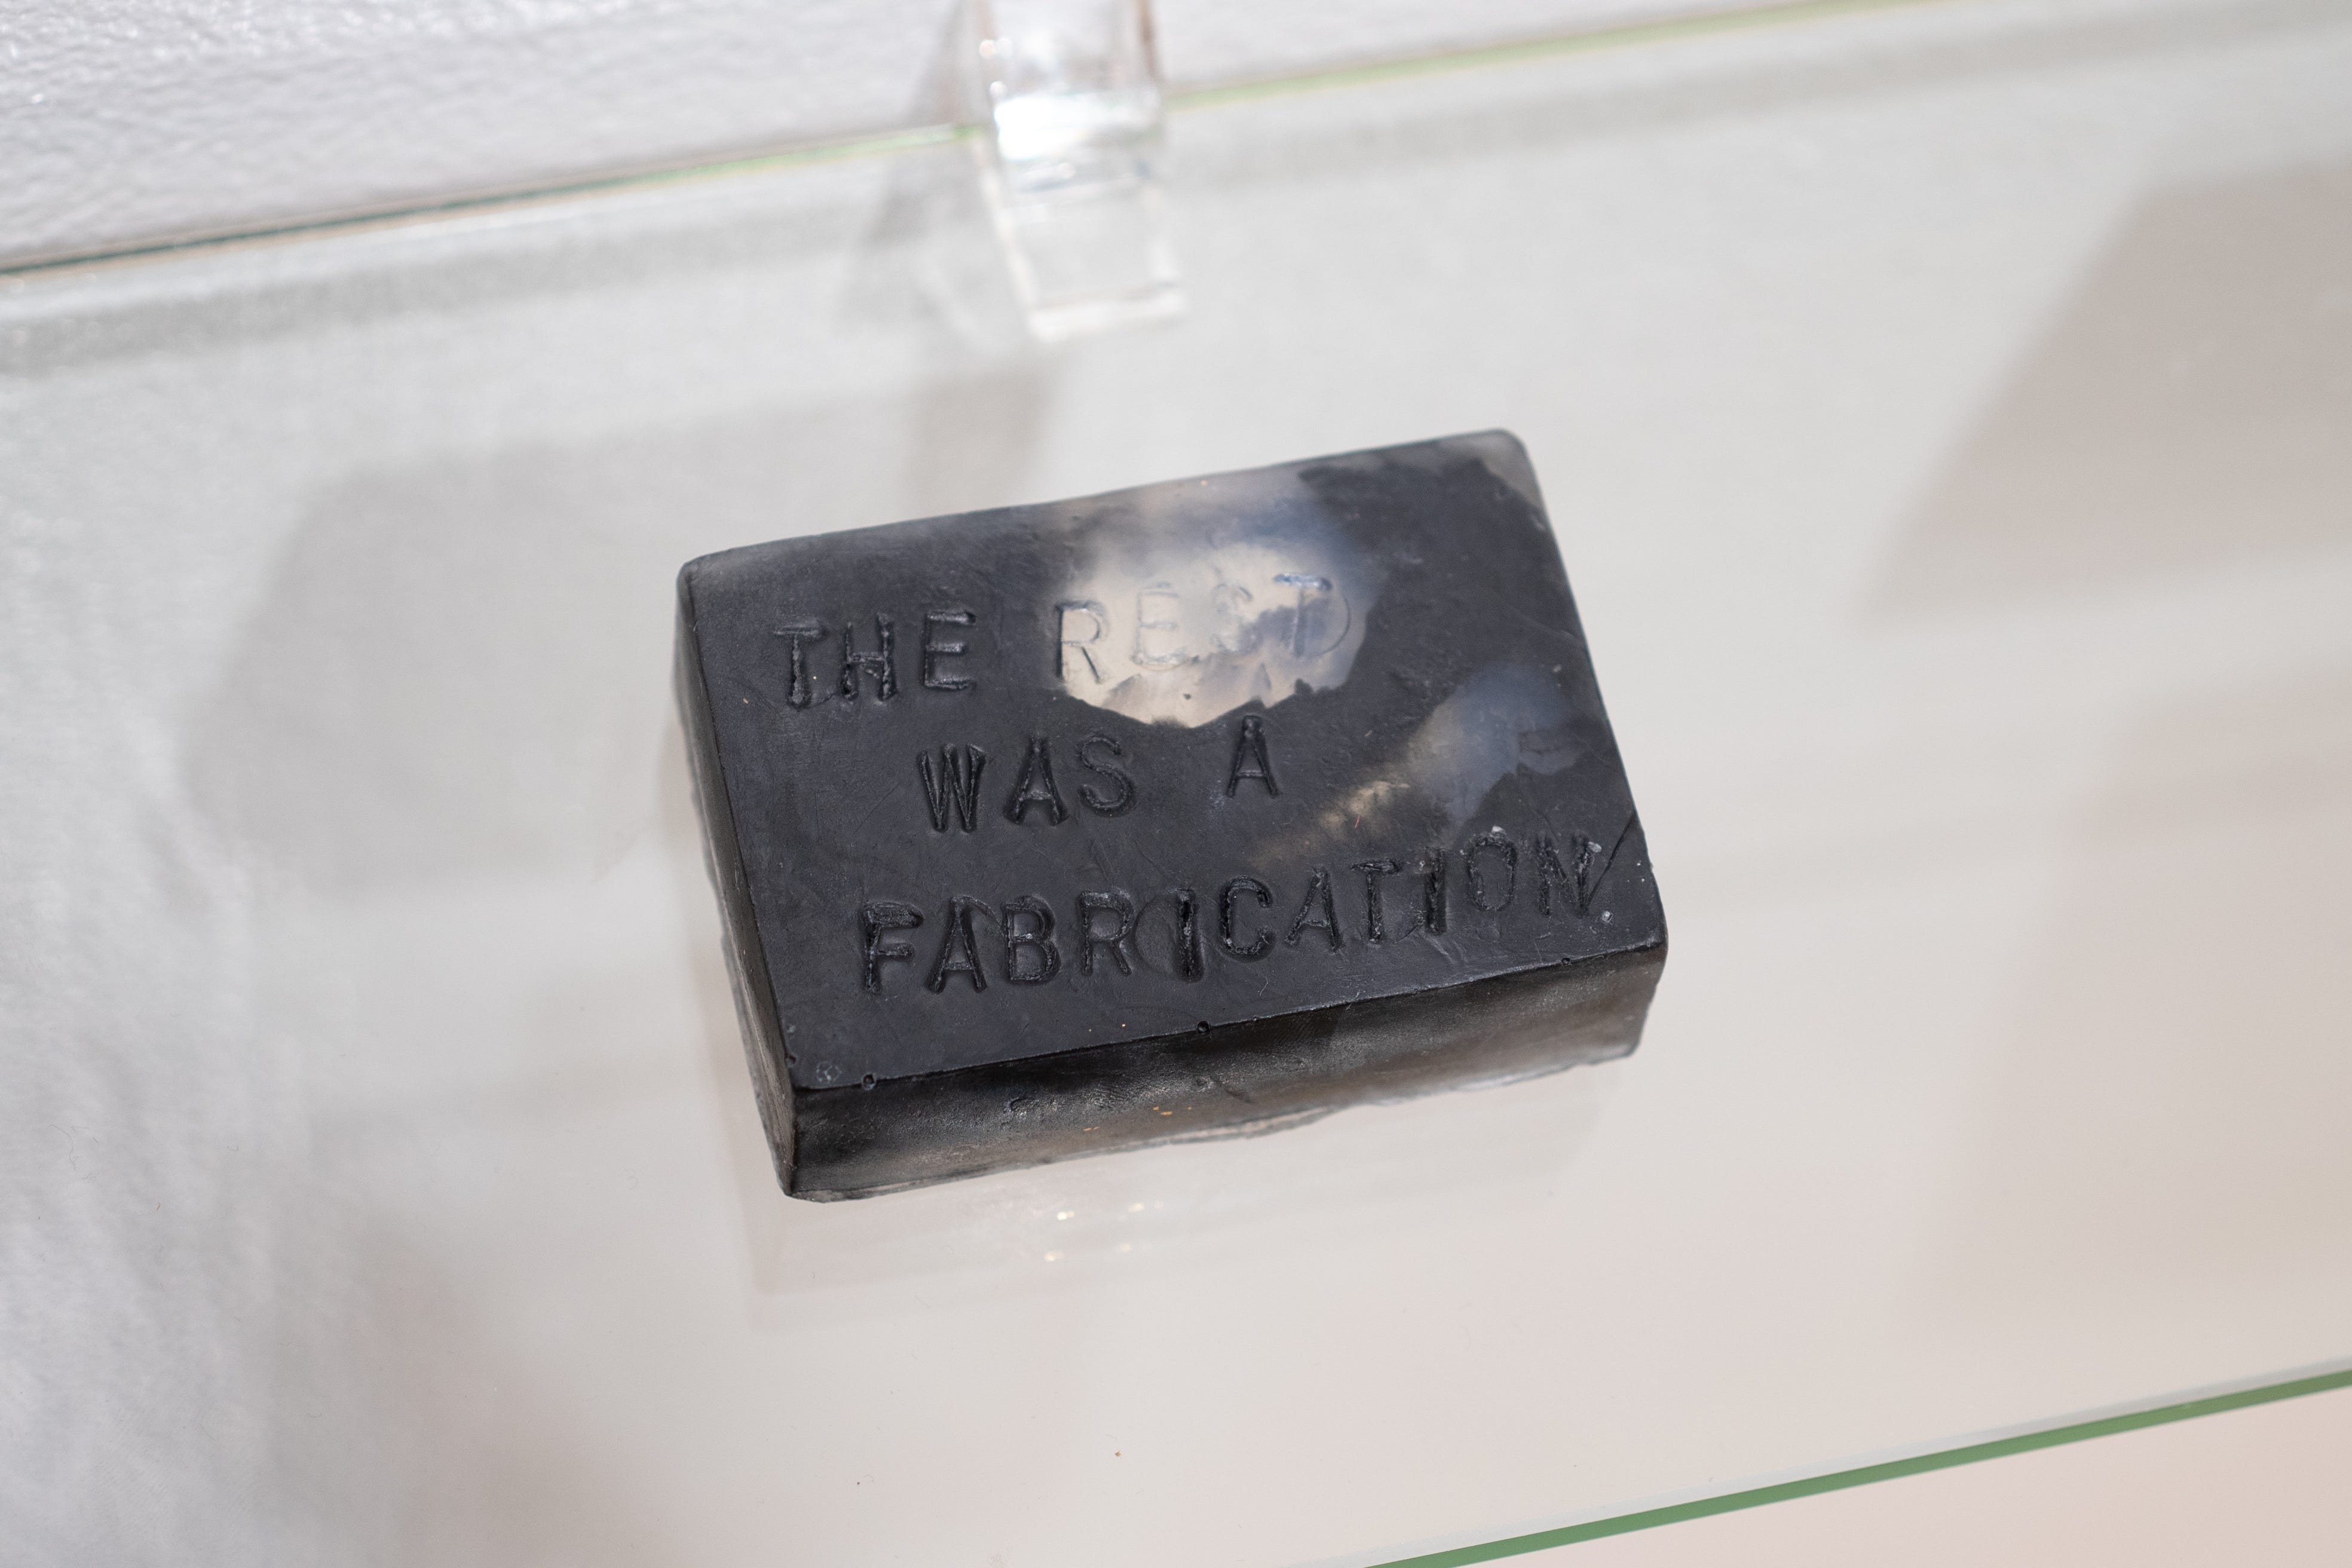 THE REST
WAS A
FABRICATION